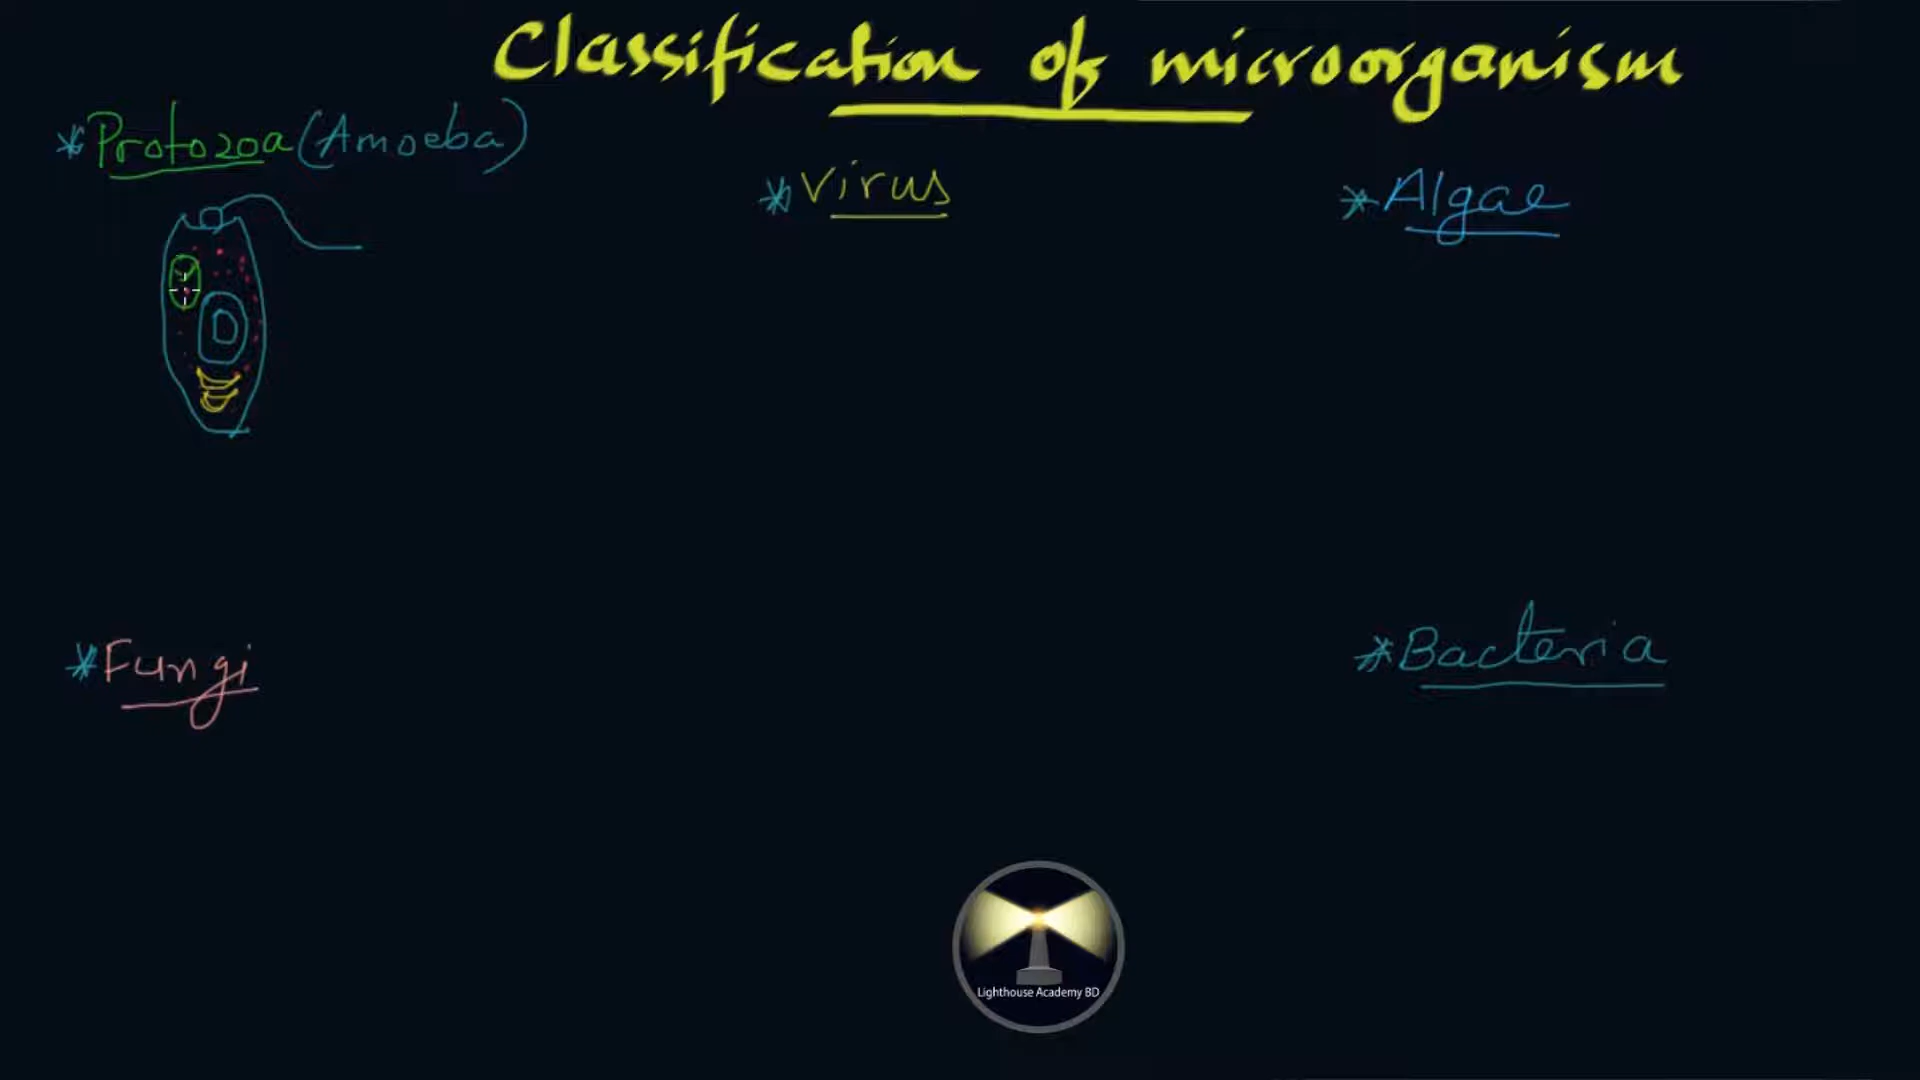 Classification of microorganism
*Protozoa (Amoeba)
*Virus
*Algae
*Fungi
*Bacteria
Lighthouse Academy BD